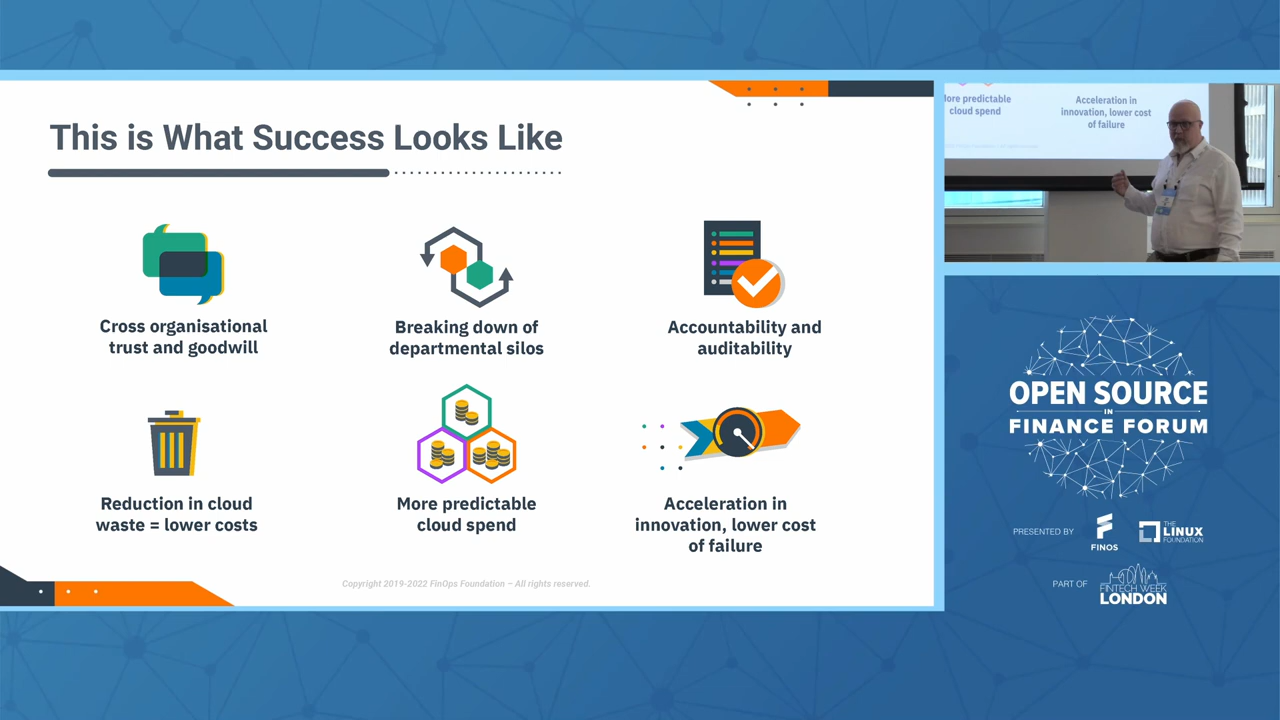 This is What Success Looks Like
Cross organisational
trust and goodwill
Breaking down of
departmental silos
Accountability and
auditability
Reduction in cloud
waste = lower costs
More predictable
cloud spend
Acceleration in
innovation, lower cost
of failure
Copyright 2019-2022 FinOps Foundation – All rights reserved.
More predictable
cloud spend
Acceleration in
innovation, lower cost
of failure
OPEN SOURCE
IN
FINANCE FORUM
PRESENTED BY
FINOS
THE
LINUX
FOUNDATION
PART OF
FINTECH WEEK
LONDON